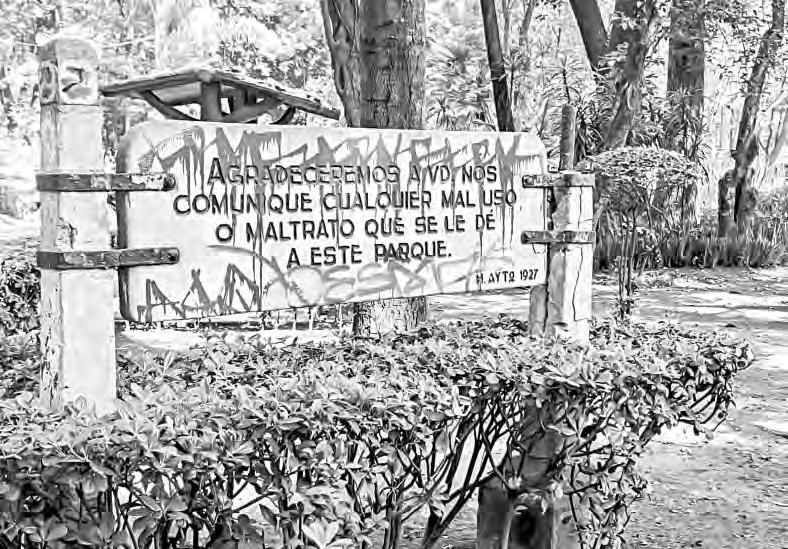 AGRADECEREMOS A VD. NOS
COMUNIQUE CUALQUIER MAL USO
O MALTRATO QUE SE LE DÉ
A ESTE PARQUE.
H. AYTO 1927